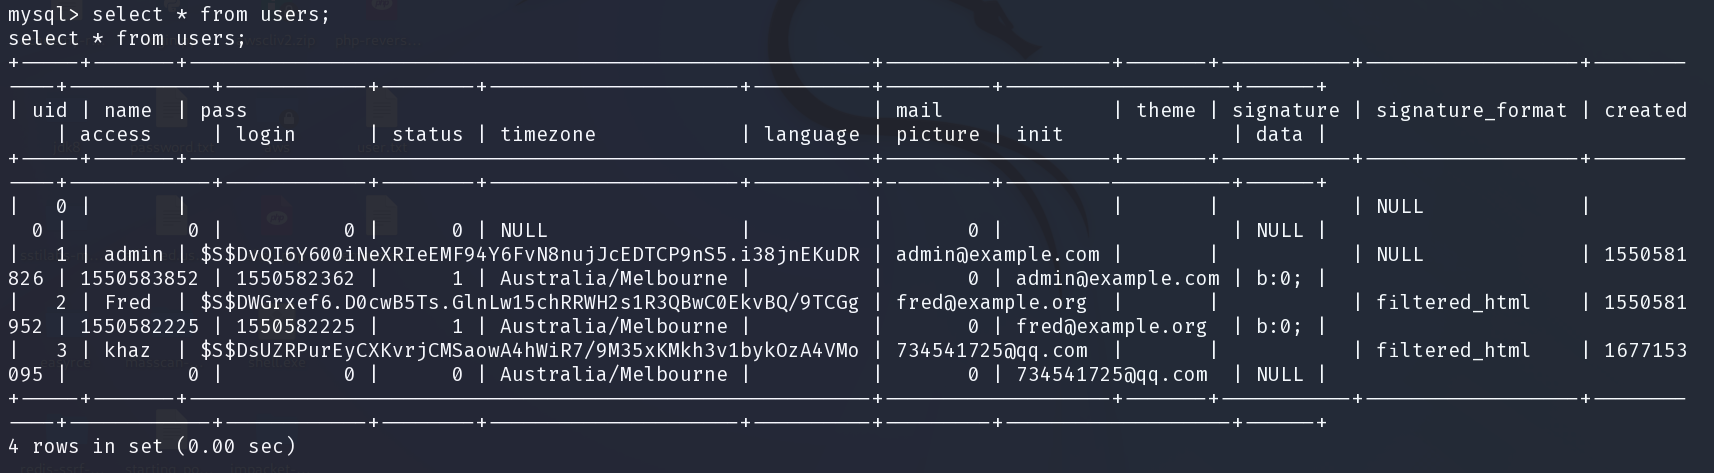 mysql> select * from users;
select * from users;
+-----+-------+---------------------------------------------------------+-------------------+-------+-----------+------------------+--------
----+------------+------------+--------+---------------------+----------+---------+-------------------+------+
| uid | name  | pass                                                    | mail              | theme | signature | signature_format | created
    | access     | login      | status | timezone            | language | picture | init              | data |
+-----+-------+---------------------------------------------------------+-------------------+-------+-----------+------------------+--------
----+------------+------------+--------+---------------------+----------+---------+-------------------+------+
|   0 |       |                                                         |                   |       |           | NULL             |
  0 |          0 |          0 |      0 | NULL                |          |       0 |                   | NULL |
|   1 | admin | $S$DvQI6Y600iNeXRIeEMF94Y6FvN8nujJcEDTCP9nS5.i38jnEKuDR | admin@example.com |       |           | NULL             | 1550581
826 | 1550583852 | 1550582362 |      1 | Australia/Melbourne |          |       0 | admin@example.com | b:0; |
|   2 | Fred  | $S$DWGrxef6.D0cwB5Ts.GlnLw15chRRWH2s1R3QBwC0EkvBQ/9TCGg | fred@example.org  |       |           | filtered_html    | 1550581
952 | 1550582225 | 1550582225 |      1 | Australia/Melbourne |          |       0 | fred@example.org  | b:0; |
|   3 | khaz  | $S$DsUZRPurEyCXKvrjCMSaowA4hWiR7/9M35xKMkh3v1bykOzA4VMo | 734541725@qq.com  |       |           | filtered_html    | 1677153
095 |          0 |          0 |      0 | Australia/Melbourne |          |       0 | 734541725@qq.com  | NULL |
+-----+-------+---------------------------------------------------------+-------------------+-------+-----------+------------------+--------
----+------------+------------+--------+---------------------+----------+---------+-------------------+------+
4 rows in set (0.00 sec)